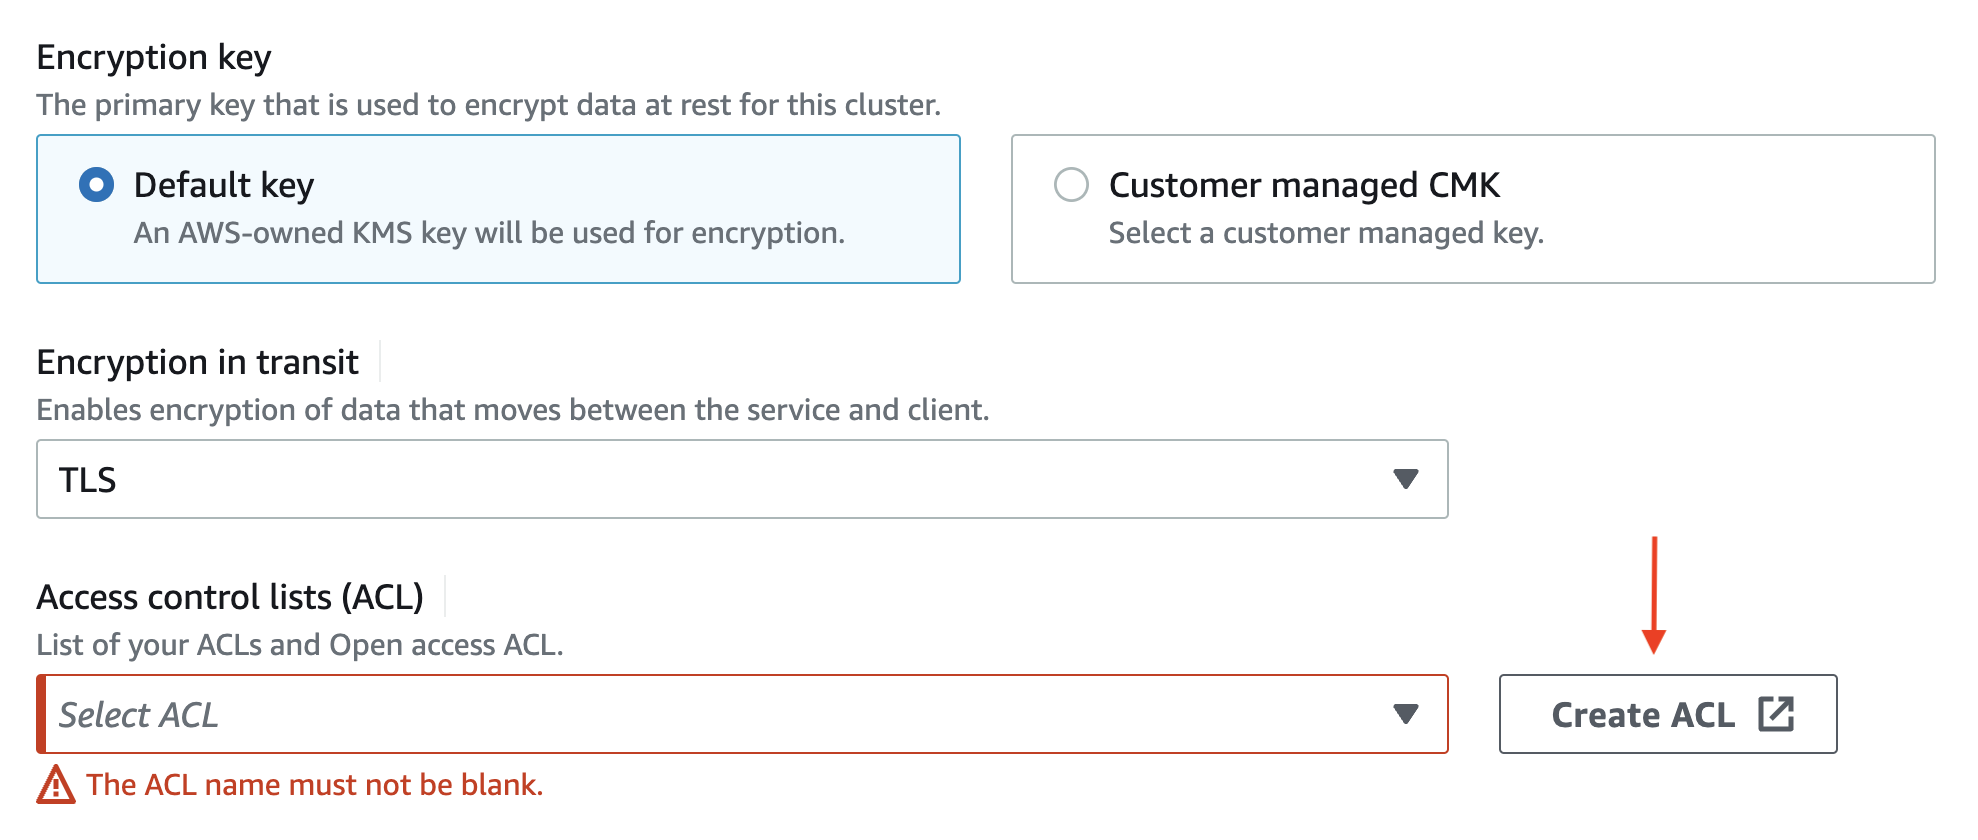 Encryption key
The primary key that is used to encrypt data at rest for this cluster.
Default key
An AWS-owned KMS key will be used for encryption.
Customer managed CMK
Select a customer managed key.
Encryption in transit
Enables encryption of data that moves between the service and client.
TLS
Access control lists (ACL)
List of your ACLs and Open access ACL.
Select ACL
Create ACL
The ACL name must not be blank.